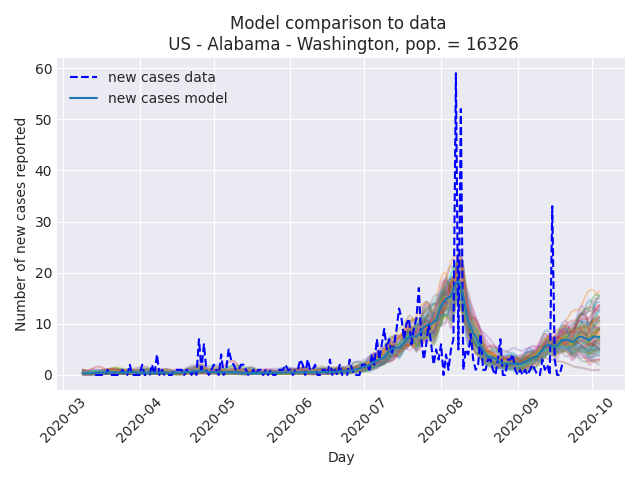 Model comparison to data
US - Alabama - Washington, pop. = 16326
new cases data
new cases model
Number of new cases reported
60
50
40
30
20
10
0
2020-03
2020-04
2020-05
2020-06
2020-07
2020-08
2020-09
2020-10
Day